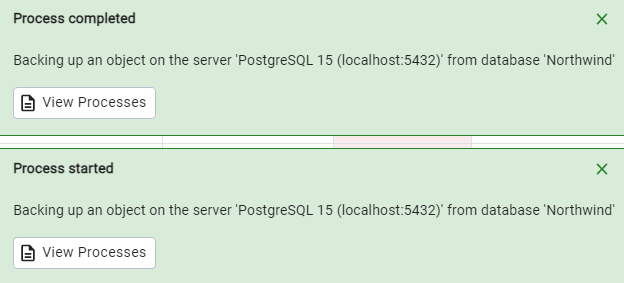 Process completed
Backing up an object on the server 'PostgreSQL 15 (localhost:5432)' from database 'Northwind'
View Processes
Process started
Backing up an object on the server 'PostgreSQL 15 (localhost:5432)' from database 'Northwind'
View Processes